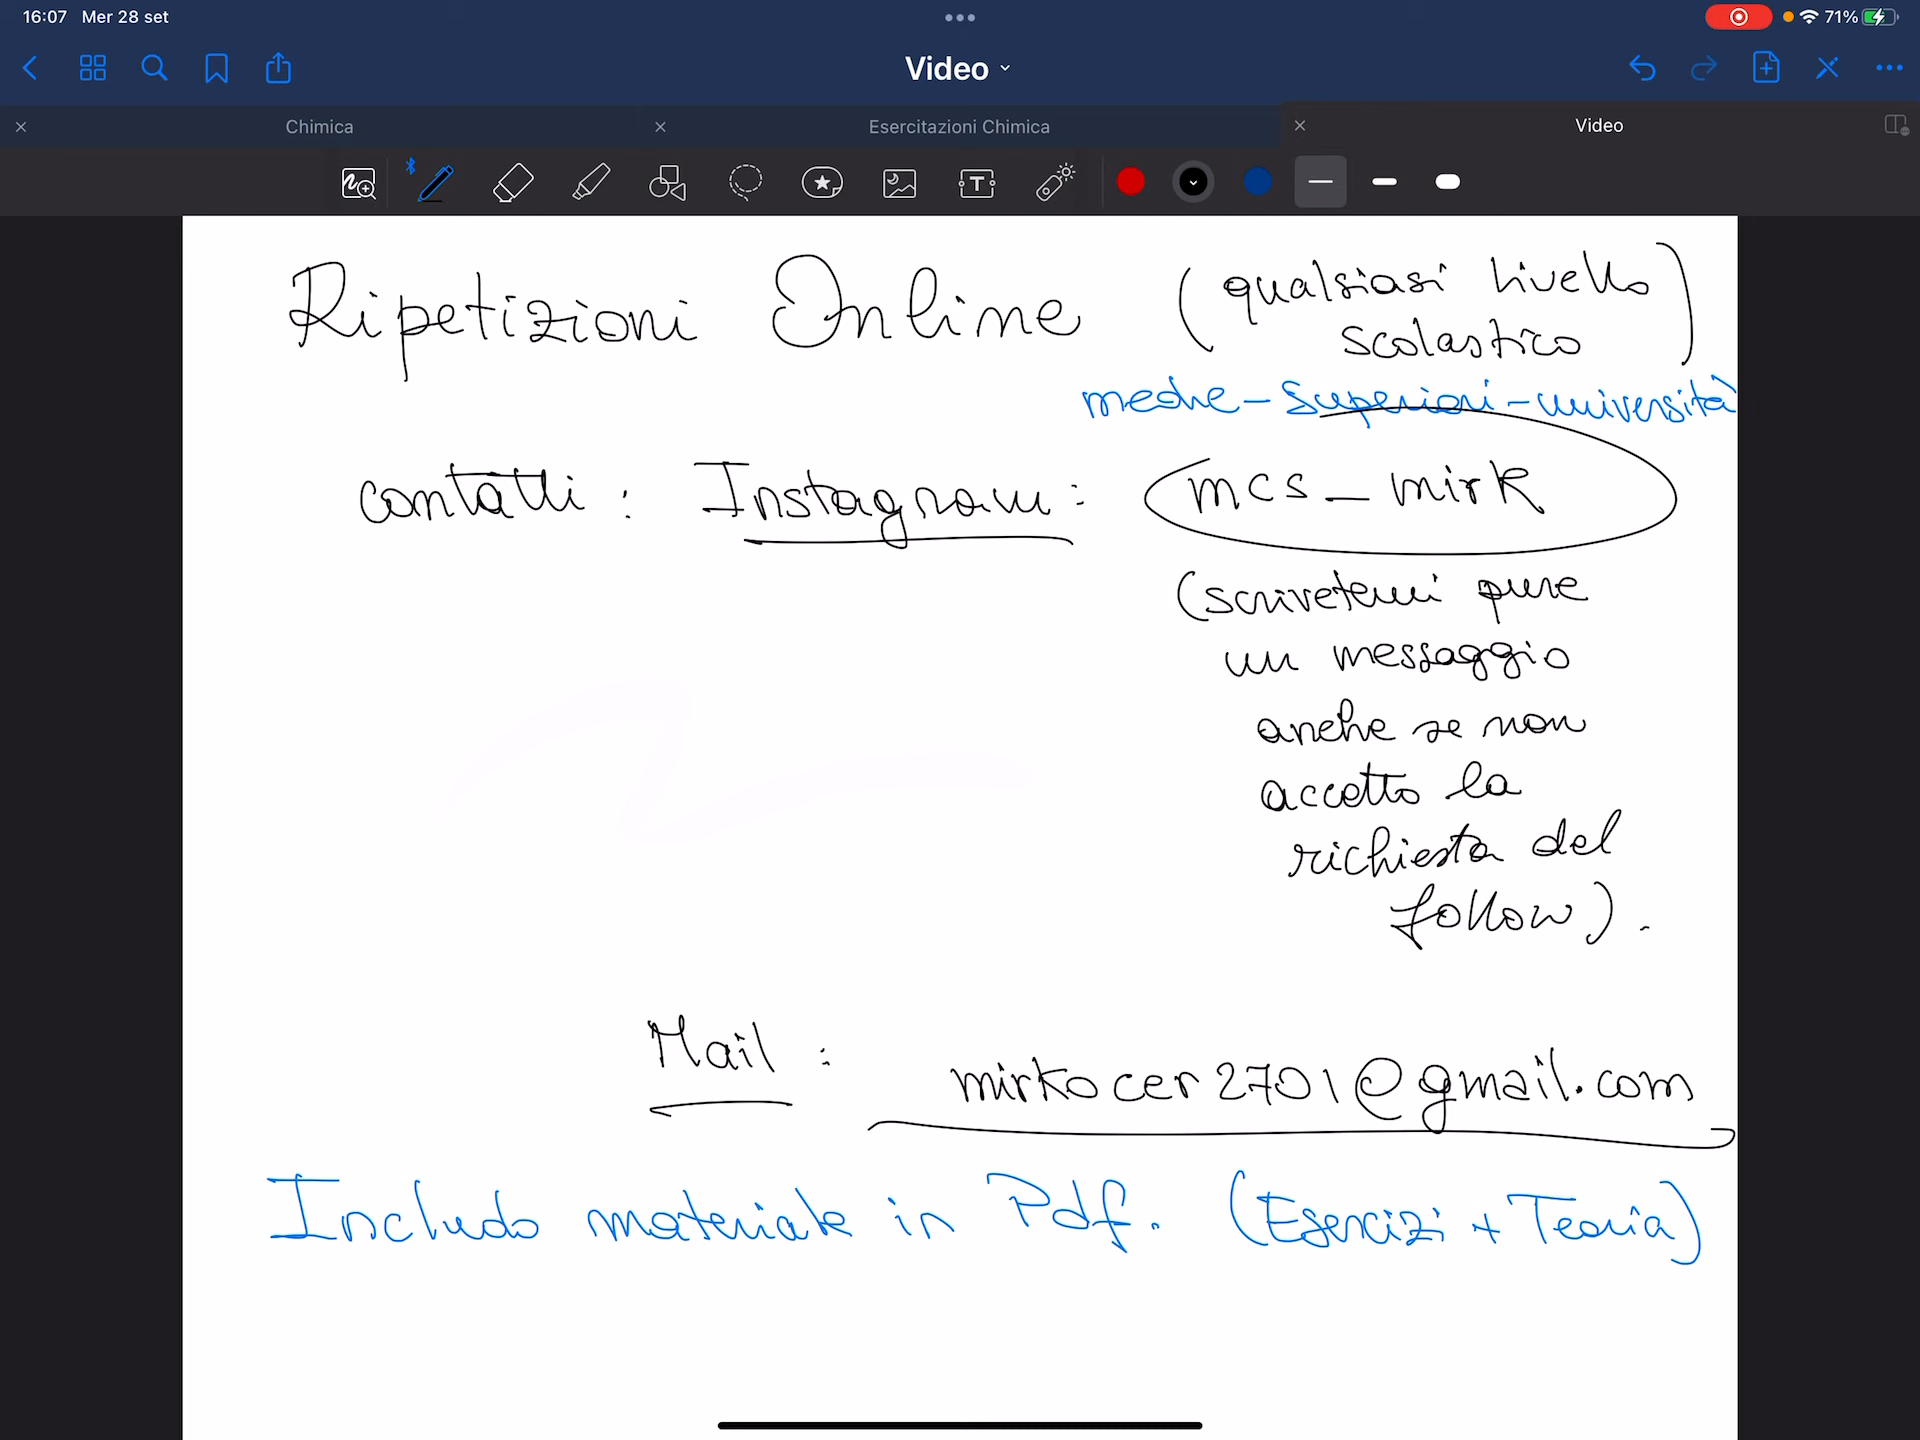 16:07 Mer 28 set
71%
Video
Chimica
Esercitazioni Chimica
Video
Ripetizioni Online (qualsiasi livello
scolastico)
medie - Superiori - università
contatti : Instagram : mcs_mirk
(scrivetemi pure
un messaggio
anche se non
accetto la
richiesta del
follow).
Mail : mirkocer2701@gmail.com
Includo materiale in Pdf. (Esercizi + Teoria)